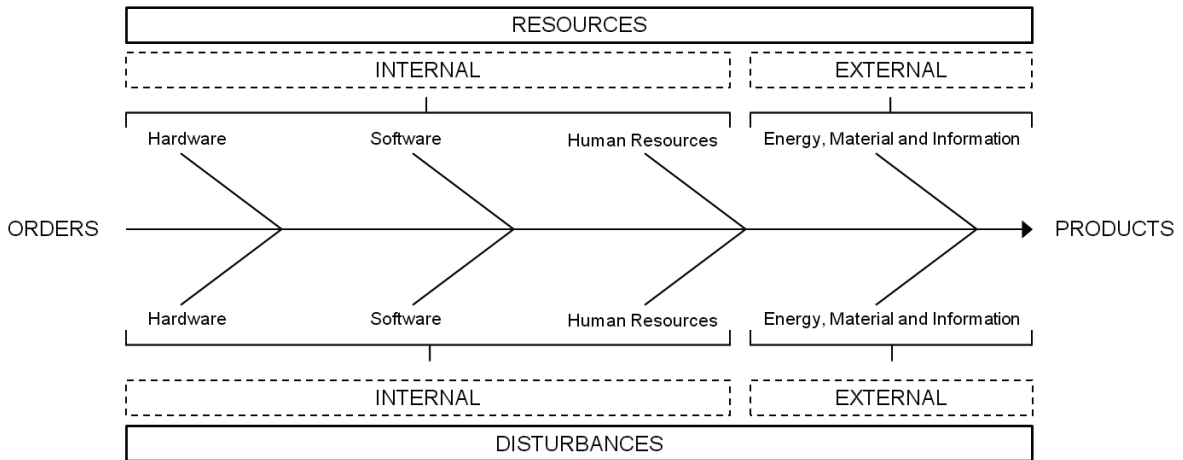 RESOURCES
INTERNAL EXTERNAL
Hardware Software Human Resources Energy, Material and Information
ORDERS PRODUCTS
Hardware Software Human Resources Energy, Material and Information
INTERNAL EXTERNAL
DISTURBANCES